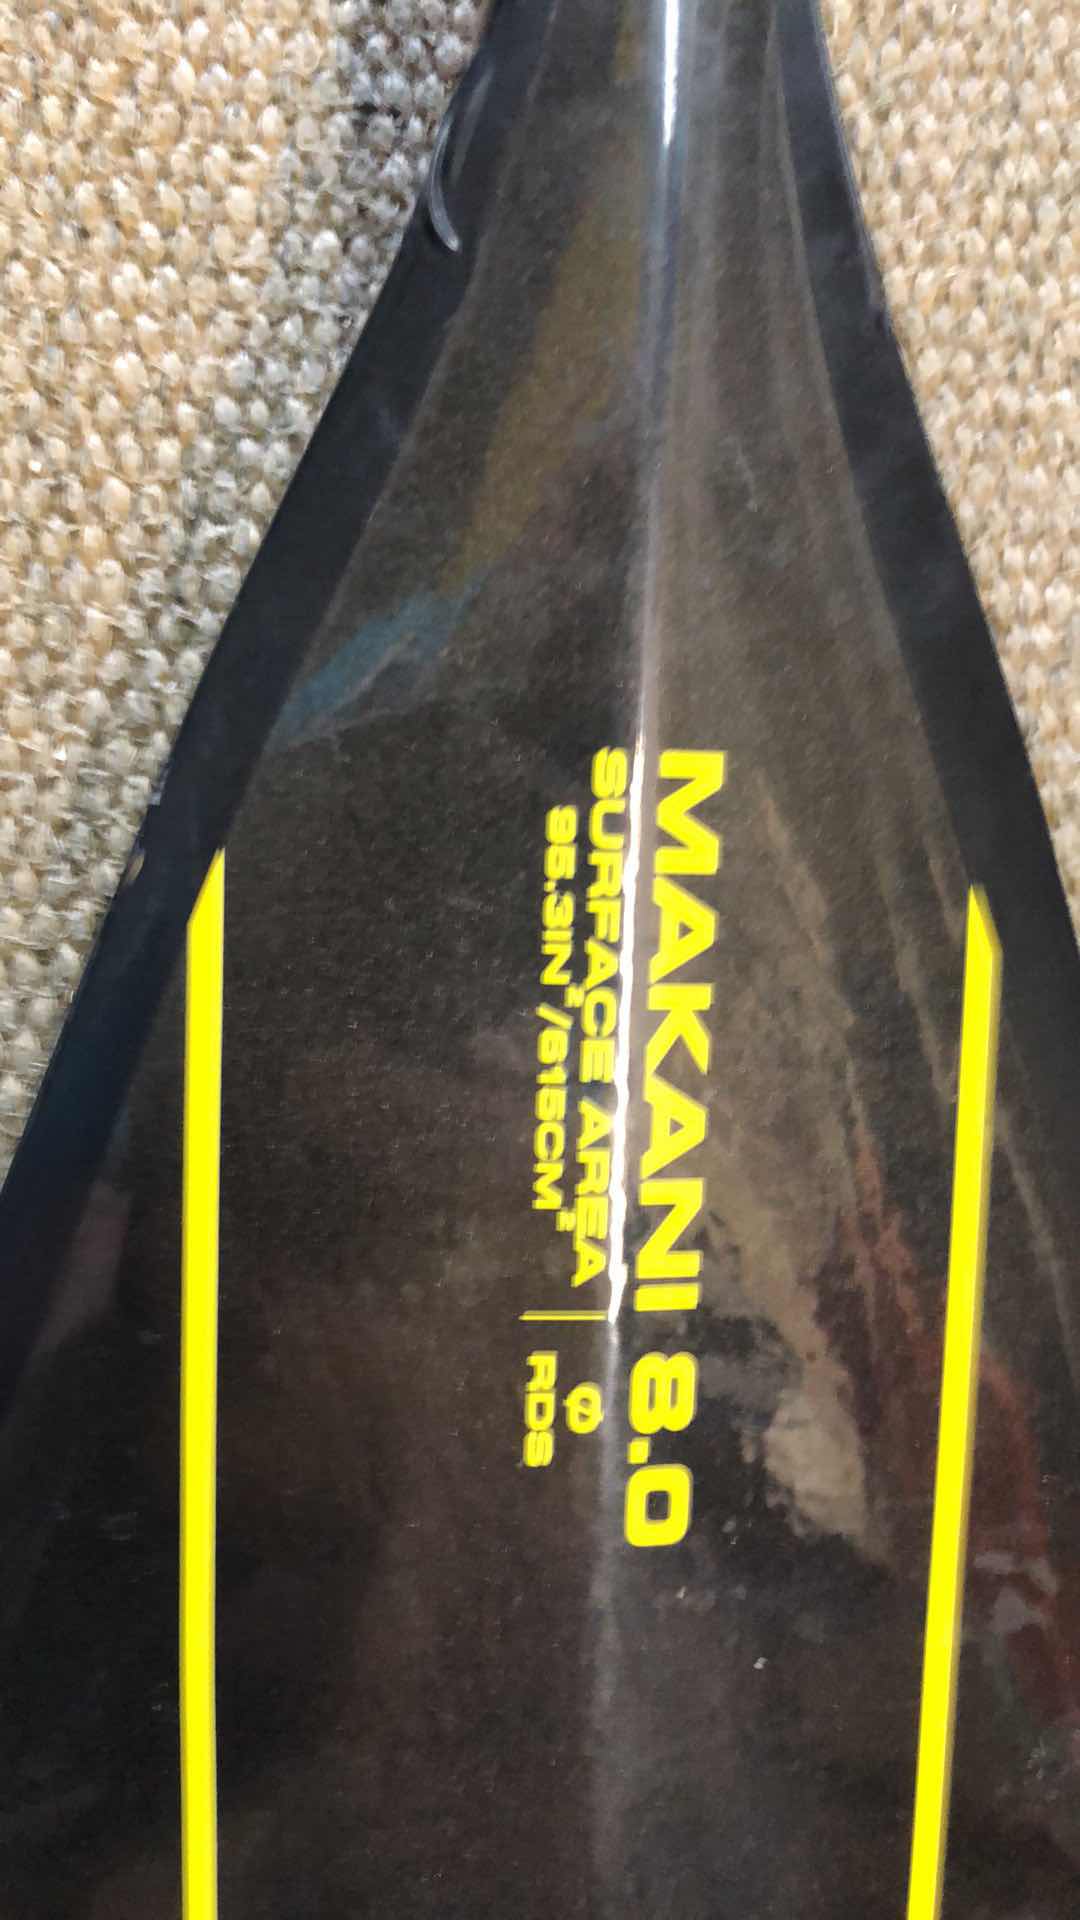 MAKANI 8.0
SURFACE AREA
95.3IN²/615CM²
RDS